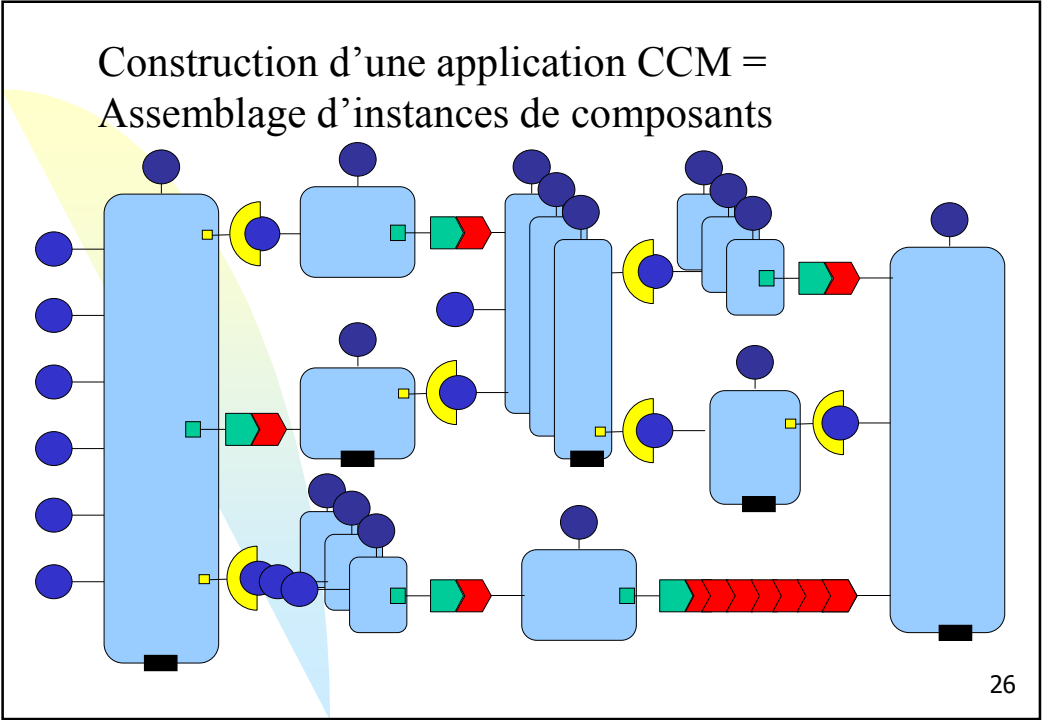 Construction d’une application CCM =
Assemblage d’instances de composants
26